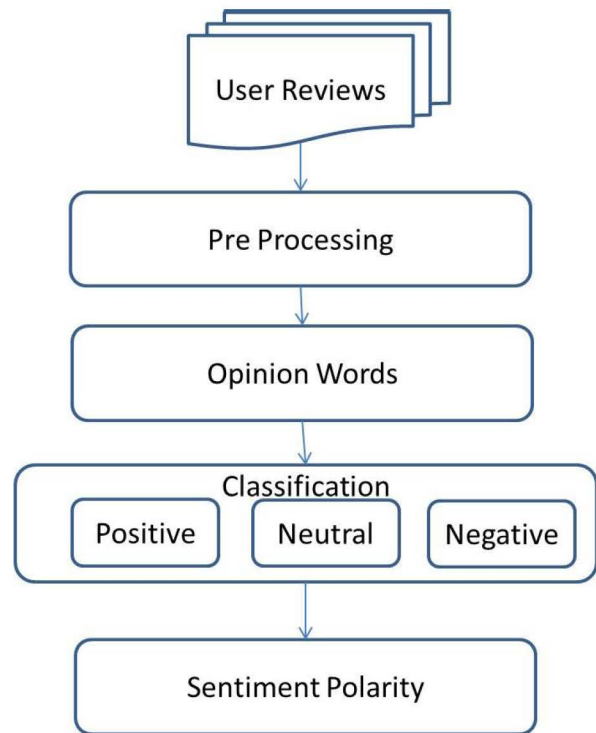 User Reviews
Pre Processing
Opinion Words
Classification
Positive Neutral Negative
Sentiment Polarity